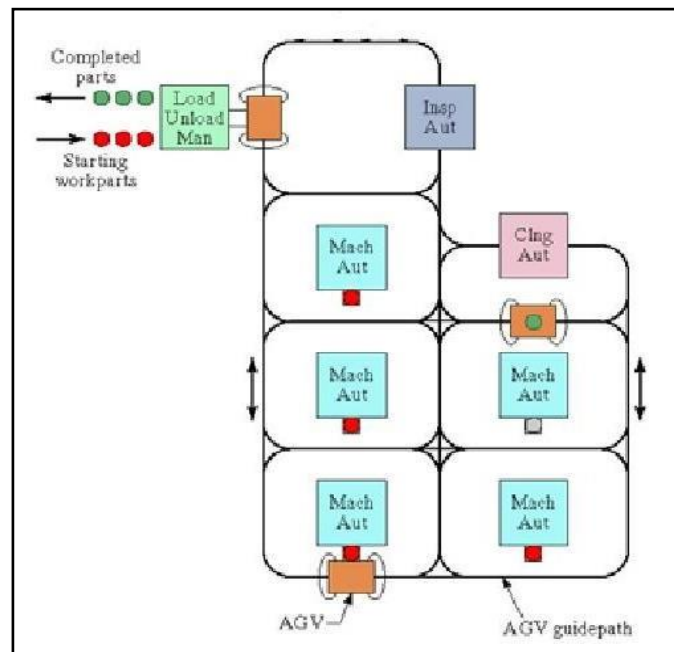 Completed
parts
Load
Unload
Man
Starting
workparts
Insp
Aut
Mach
Aut
Clng
Aut
Mach
Aut
Mach
Aut
Mach
Aut
Mach
Aut
AGV
AGV guidepath